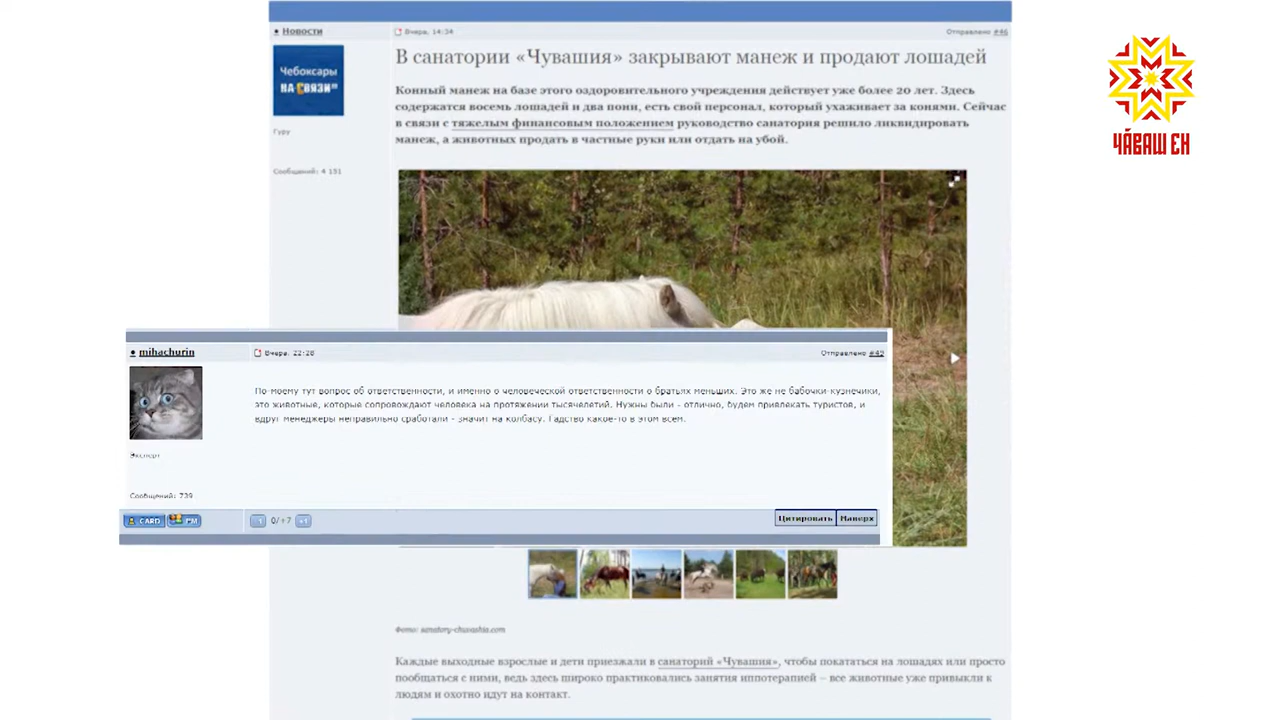 Новости
Вчера, 14:34
Отправлено #46
Чебоксары
НА СВЯЗИ
Гуру
Сообщений: 4 151
В санатории «Чувашия» закрывают манеж и продают лошадей
Конный манеж на базе этого оздоровительного учреждения действует уже более 20 лет. Здесь
содержатся восемь лошадей и два пони, есть свой персонал, который ухаживает за конями. Сейчас
в связи с тяжелым финансовым положением руководство санатория решило ликвидировать
манеж, а животных продать в частные руки или отдать на убой.
ЧӐВАШ ЕН
mihachurin
Вчера, 22:28
Отправлено #49
По-моему тут вопрос об ответственности, и именно о человеческой ответственности о братьях меньших. Это же не бабочки-кузнечики,
это животные, которые сопровождают человека на протяжении тысячелетий. Нужны были - отлично, будем привлекать туристов, и
вдруг менеджеры неправильно сработали - значит на колбасу. Гадство какое-то в этом всем.
Эксперт
Сообщений: 739
CARD
PM
-1 0/+7 +1
Цитировать Наверх
Фото: sanatory-chuvashia.com
Каждые выходные взрослые и дети приезжали в санаторий «Чувашия», чтобы покататься на лошадях или просто
пообщаться с ними, ведь здесь широко практиковались занятия иппотерапией – все животные уже привыкли к
людям и охотно идут на контакт.